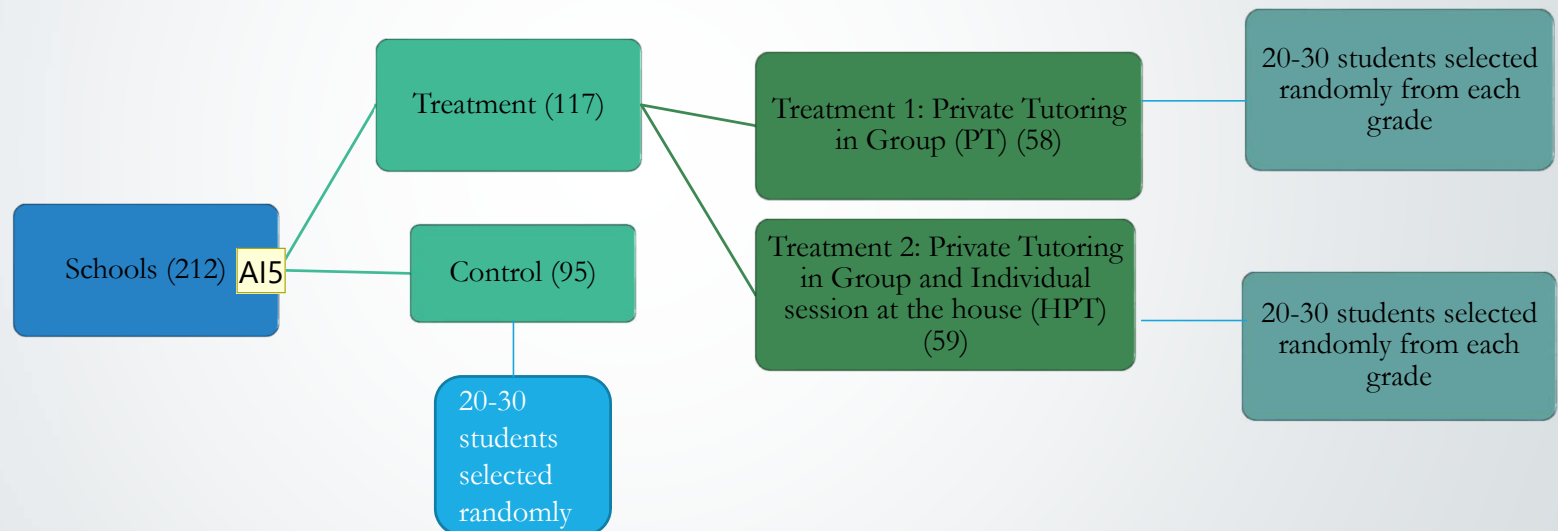 Schools (212)
AI5
Treatment (117)
Control (95)
20-30
students
selected
randomly
Treatment 1: Private Tutoring
in Group (PT) (58)
Treatment 2: Private Tutoring
in Group and Individual
session at the house (HPT)
(59)
20-30 students selected
randomly from each
grade
20-30 students selected
randomly from each
grade